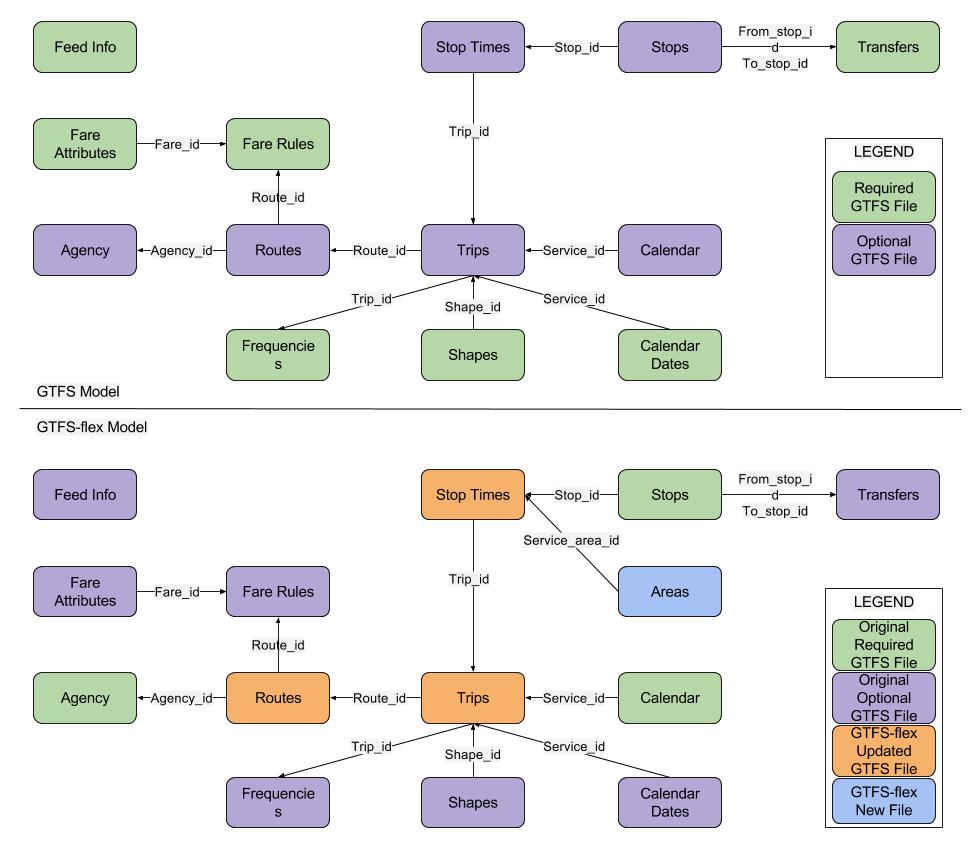 Feed Info
Stop Times
Stop_id
Stops
From_stop_i
d
To_stop_id
Transfers
Fare
Attributes
Fare_id
Fare Rules
Trip_id
Route_id
LEGEND
Required
GTFS File
Optional
GTFS File
Agency
Agency_id
Routes
Route_id
Trips
Service_id
Calendar
Trip_id
Shape_id
Service_id
Frequencie
s
Shapes
Calendar
Dates
GTFS Model
GTFS-flex Model
Feed Info
Stop Times
Stop_id
Stops
From_stop_i
d
To_stop_id
Transfers
Service_area_id
Fare
Attributes
Fare_id
Fare Rules
Trip_id
Areas
Route_id
LEGEND
Original
Required
GTFS File
Original
Optional
GTFS File
GTFS-flex
Updated
GTFS File
GTFS-flex
New File
Agency
Agency_id
Routes
Route_id
Trips
Service_id
Calendar
Trip_id
Shape_id
Service_id
Frequencie
s
Shapes
Calendar
Dates